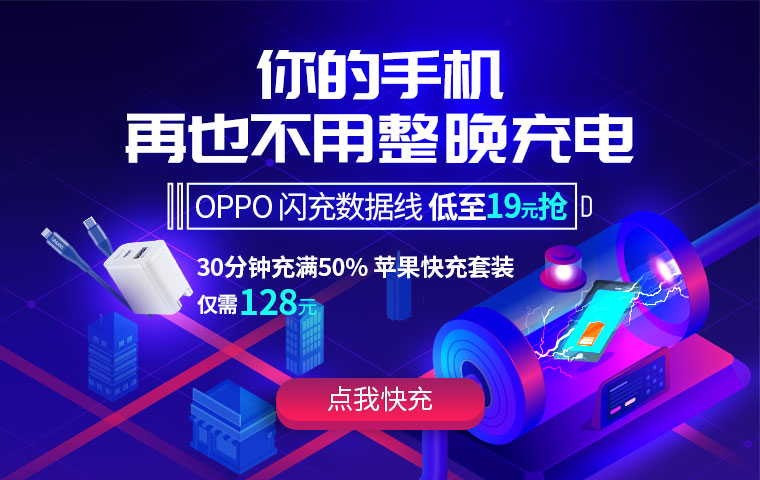 你的手机
再也不用整晚充电
OPPO 闪充数据线 低至19元抢
30分钟充满50% 苹果快充套装
仅需128元
点我快充